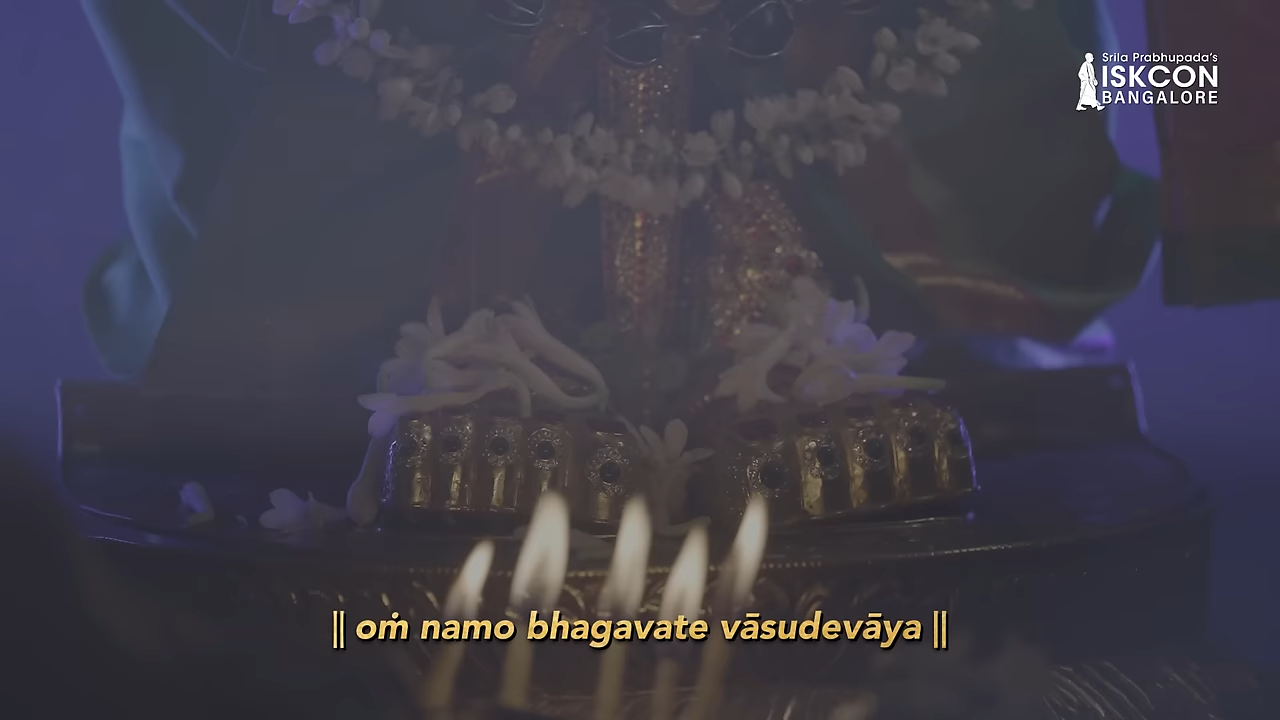 Srila Prabhupada's
ISKCON
BANGALORE
|| oṁ namo bhagavate vāsudevāya ||